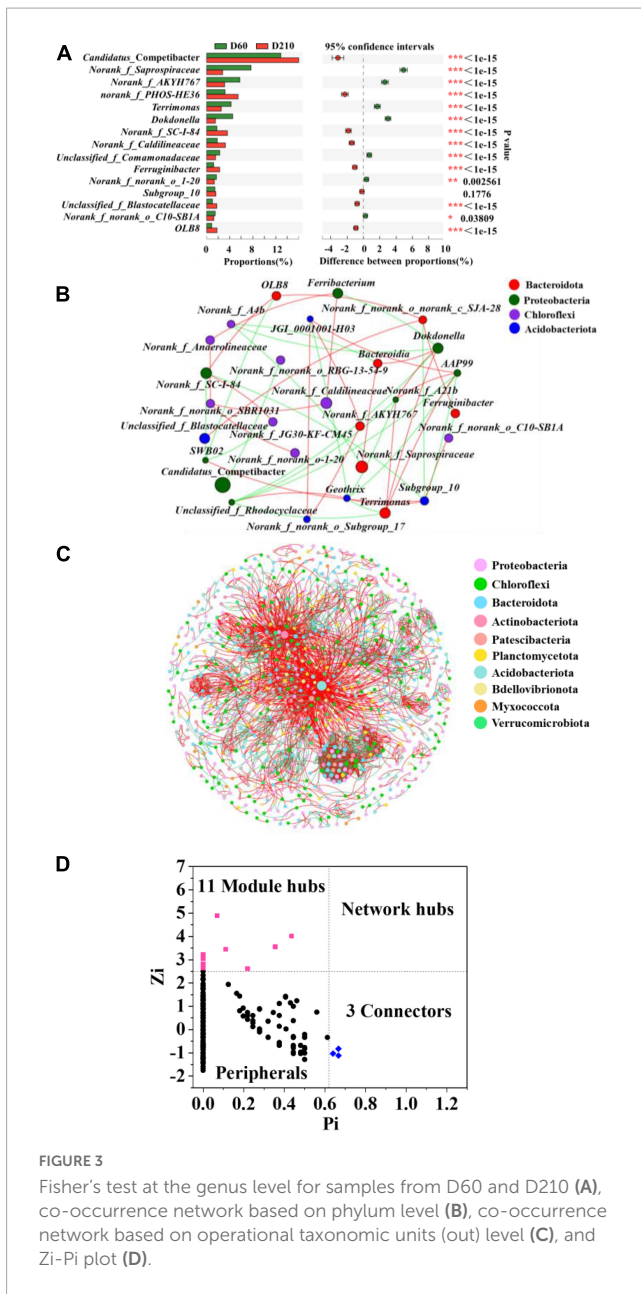 A
D60 D210
95% confidence intervals
Candidatus_Competibacter
Norank_f_Saprospiraceae
Norank_f_AKYH767
norank_f_PHOS-HE36
Terrimonas
Dokdonella
Norank_f_SC-I-84
Norank_f_Caldilineaceae
Unclassified_f_Comamonadaceae
Ferruginibacter
Norank_f_norank_o_1-20
Subgroup_10
Unclassified_f_Blastocatellaceae
Norank_f_norank_o_C10-SB1A
OLB8
***<1e-15
***<1e-15
***<1e-15
***<1e-15
***<1e-15
***<1e-15
***<1e-15
***<1e-15
***<1e-15
***<1e-15
** 0.002561
0.1776
***<1e-15
* 0.03809
***<1e-15
P value
0 4 8 12
Proportions(%)
-4 -2 0 2 4 6 8 10
Difference between proportions(%)
B
OLB8
Ferribacterium
Norank_f_norank_o_norank_c_SJA-28
Norank_f_A4b
JGI_0001001-H03
Dokdonella
Norank_f_Anaerolineaceae
Bacteroidia
AAP99
Norank_f_norank_o_RBG-13-54-9
Norank_f_SC-I-84
Norank_f_Caldilineaceae
Norank_f_A21b
Ferruginibacter
Norank_f_norank_o_SBR1031
Norank_f_AKYH767
Norank_f_norank_o_C10-SB1A
Unclassified_f_Blastocatellaceae
Norank_f_JG30-KF-CM45
SWB02
Norank_f_norank_o-1-20
Norank_f_Saprospiraceae
Candidatus_Competibacter
Geothrix
Subgroup_10
Terrimonas
Unclassified_f_Rhodocyclaceae
Norank_f_norank_o_Subgroup_17
Bacteroidota
Proteobacteria
Chloroflexi
Acidobacteriota
C
Proteobacteria
Chloroflexi
Bacteroidota
Actinobacteriota
Patescibacteria
Planctomycetota
Acidobacteriota
Bdellovibrionota
Myxococcota
Verrucomicrobiota
D
7
6
5
4
3
2
1
0
-1
-2
Zi
11 Module hubs
Network hubs
3 Connectors
Peripherals
0.0 0.2 0.4 0.6 0.8 1.0 1.2
Pi
FIGURE 3
Fisher's test at the genus level for samples from D60 and D210 (A),
co-occurrence network based on phylum level (B), co-occurrence
network based on operational taxonomic units (out) level (C), and
Zi-Pi plot (D).